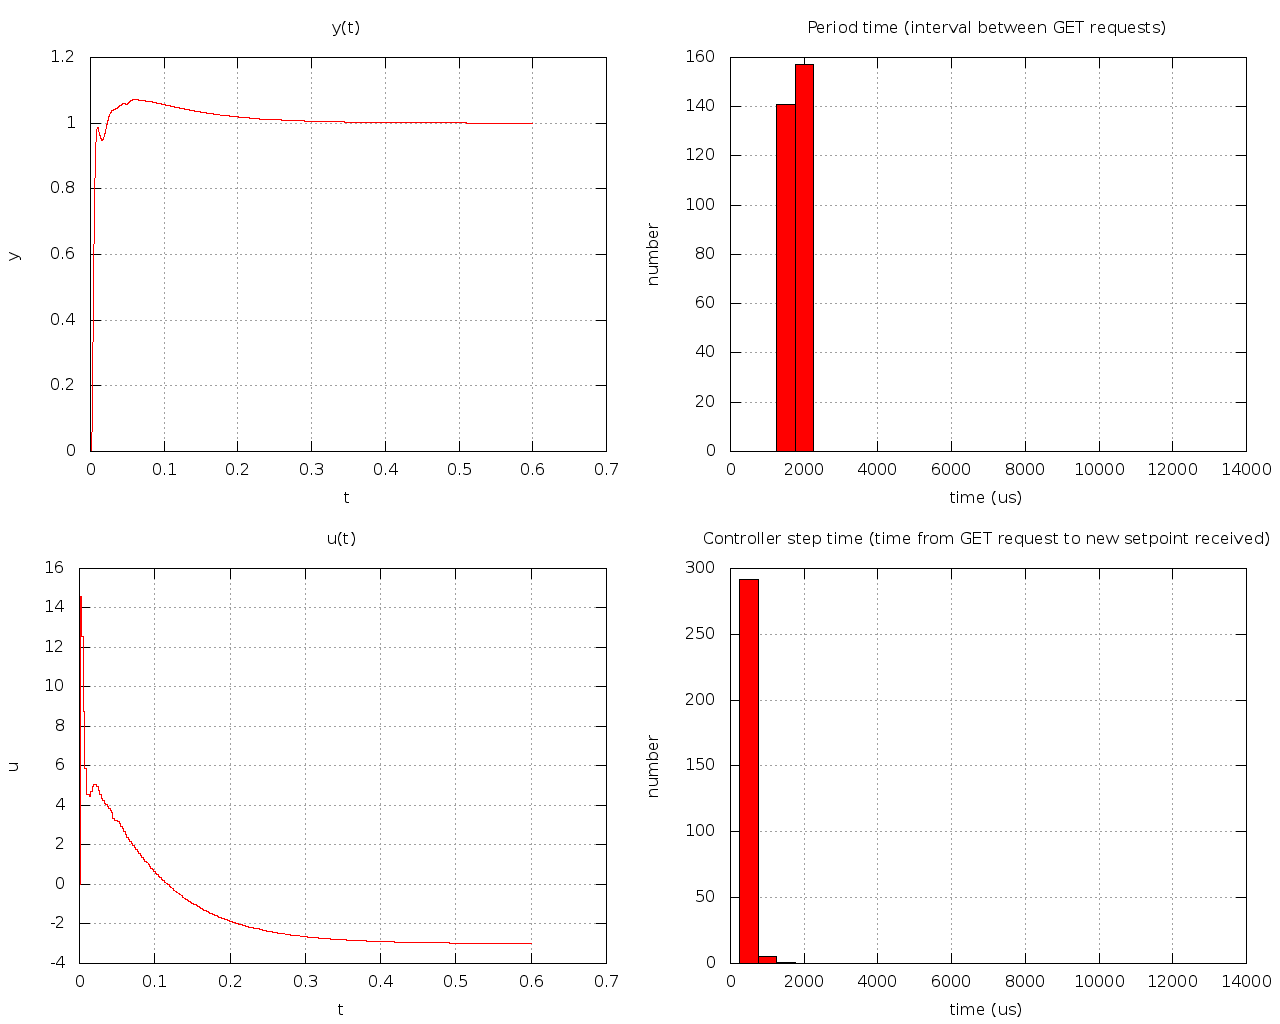 y(t)
1.2
1
0.8
0.6
0.4
0.2
0
y
0 0.1 0.2 0.3 0.4 0.5 0.6 0.7
t
Period time (interval between GET requests)
160
140
120
100
80
60
40
20
0
number
0 2000 4000 6000 8000 10000 12000 14000
time (us)
u(t)
16
14
12
10
8
6
4
2
0
-2
-4
u
0 0.1 0.2 0.3 0.4 0.5 0.6 0.7
t
Controller step time (time from GET request to new setpoint received)
300
250
200
150
100
50
0
number
0 2000 4000 6000 8000 10000 12000 14000
time (us)